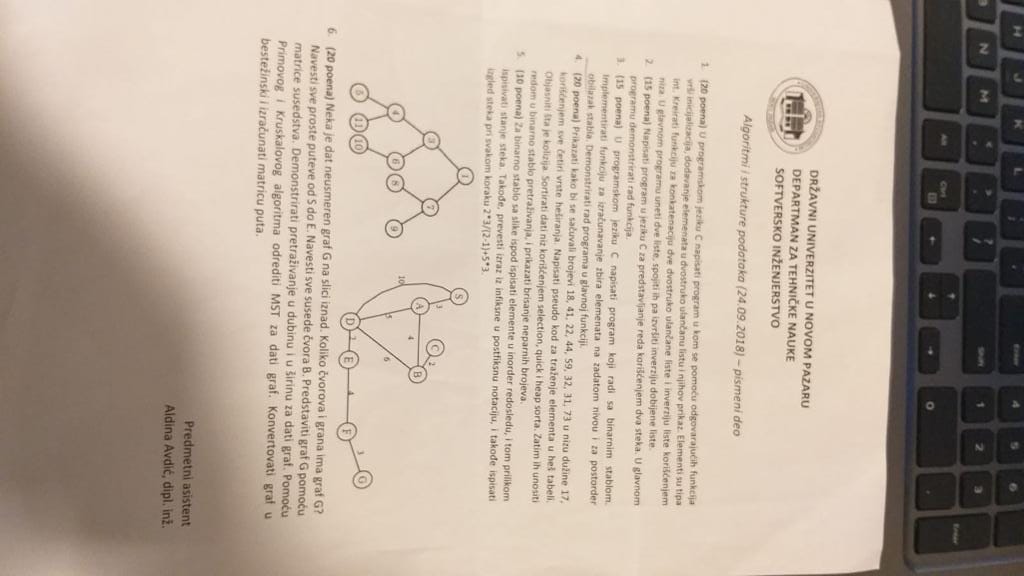 H J K L Enter 4 5 6
B N M < , > . ? / Shift 1 2 3
Alt Ctrl ↑ Enter
← ↓ → 0 .
DRŽAVNI UNIVERZITET U NOVOM PAZARU
DEPARTMAN ZA TEHNIČKE NAUKE
SOFTVERSKO INŽENJERSTVO
Algoritmi i strukture podataka (24.09.2018) – pismeni deo
1. (20 poena) U programskom jeziku C napisati program u kom se pomoću odgovarajućih funkcija
vrši inicijalizacija, dodavanje elemenata u dvostruko ulančanu listu i njihov prikaz. Elementi su tipa
int. Kreirati funkciju za konkatenaciju dve dvostruko ulančane liste i inverziju liste korišćenjem
niza. U glavnom programu uneti dve liste, spojiti ih pa izvršiti inverziju dobijene liste.
2. (15 poena) Napisati program u jeziku C za predstavljanje reda korišćenjem dva steka. U glavnom
programu demonstrirati rad funkcija.
3. (15 poena) U programskom jeziku C napisati program koji radi sa binarnim stablom.
Implementirati funkciju za izračunavanje zbira elemenata na zadatom nivou i za postorder
obilazak stabla. Demonstrirati rad programa u glavnoj funkciji.
4. (20 poena) Prikazati kako bi se sačuvali brojevi 18, 41, 22, 44, 59, 32, 31, 73 u nizu dužine 17,
korišćenjem sve četiri vrste heširanja. Napisati pseudo kod za traženje elementa u heš tabeli.
Objasniti šta je kolizija. Sortirati dati niz korišćenjem selection, quick i heap sorta. Zatim ih unositi
redom u binarno stablo pretraživanja, i prikazati brisanje neparnih brojeva.
5. (10 poena) Za binarno stablo sa slike ispod ispisati elemente u inorder redosledu, i tom prilikom
ispisivati stanje steka. Takođe, prevesti izraz iz infiksne u postfiksnu notaciju, i takođe ispisati
izgled steka pri svakom koraku 2*3/(2-1)+5*3.
1
3 7
4 6 8 9
5 11 10
S
3 C 2
A B
10 4
5 6
D 2 E 4 F 3 G
6. (20 poena) Neka je dat neusmeren graf G na slici iznad. Koliko čvorova i grana ima graf G?
Navesti sve proste puteve od S do E. Navesti sve susede čvora B. Predstaviti graf G pomoću
matrice susedstva. Demonstrirati pretraživanje u dubinu i u širinu za dati graf. Pomoću
Primovog i Kruskalovog algoritma odrediti MST za dati graf. Konvertovati graf u
bestežinski i izračunati matricu puta.
Predmetni asistent
Aldina Avdić, dipl. inž.